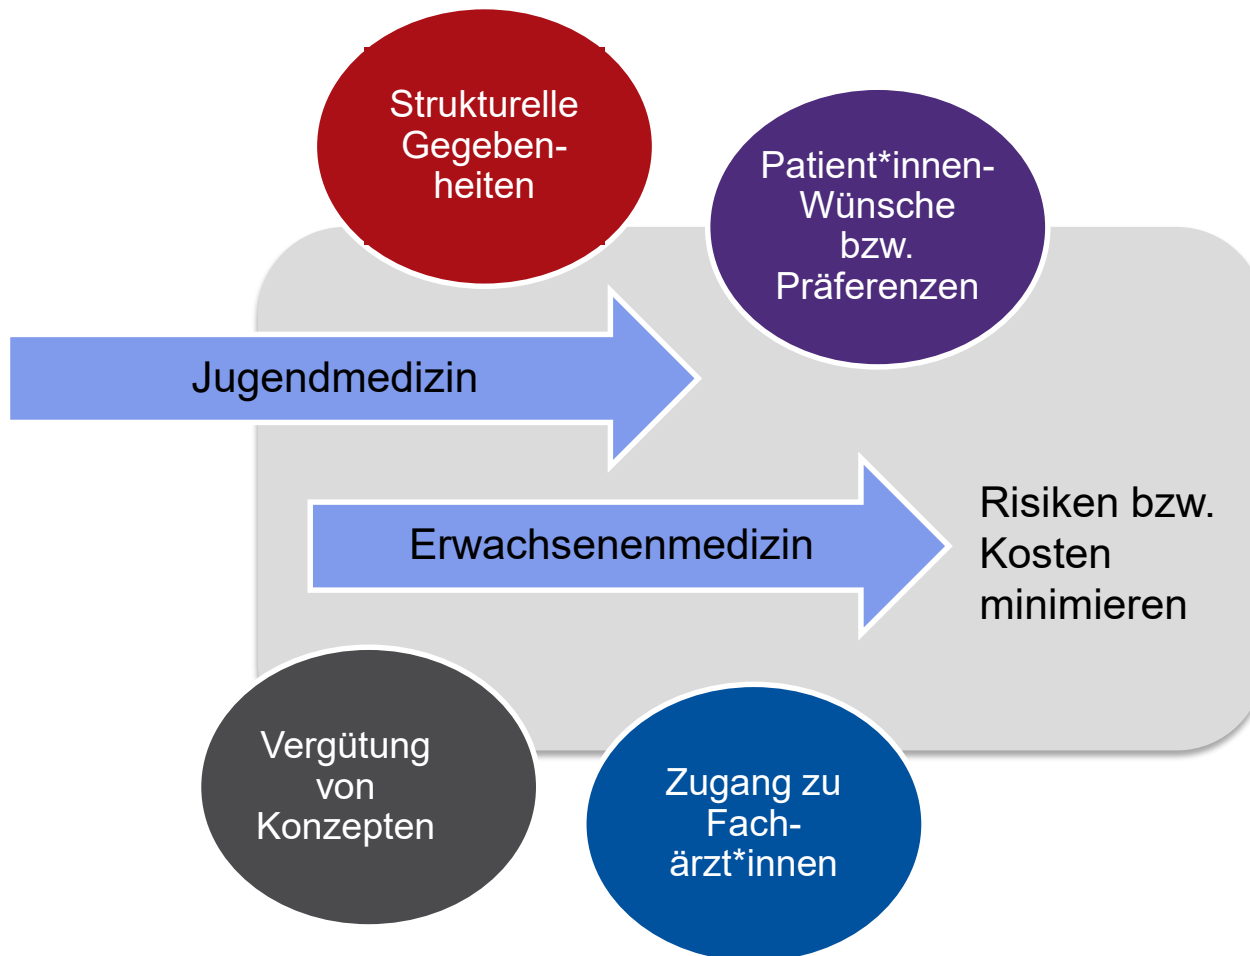 Strukturelle
Gegeben-
heiten
Patient*innen-
Wünsche
bzw.
Präferenzen
Jugendmedizin
Erwachsenenmedizin
Risiken bzw.
Kosten
minimieren
Vergütung
von
Konzepten
Zugang zu
Fach-
ärzt*innen